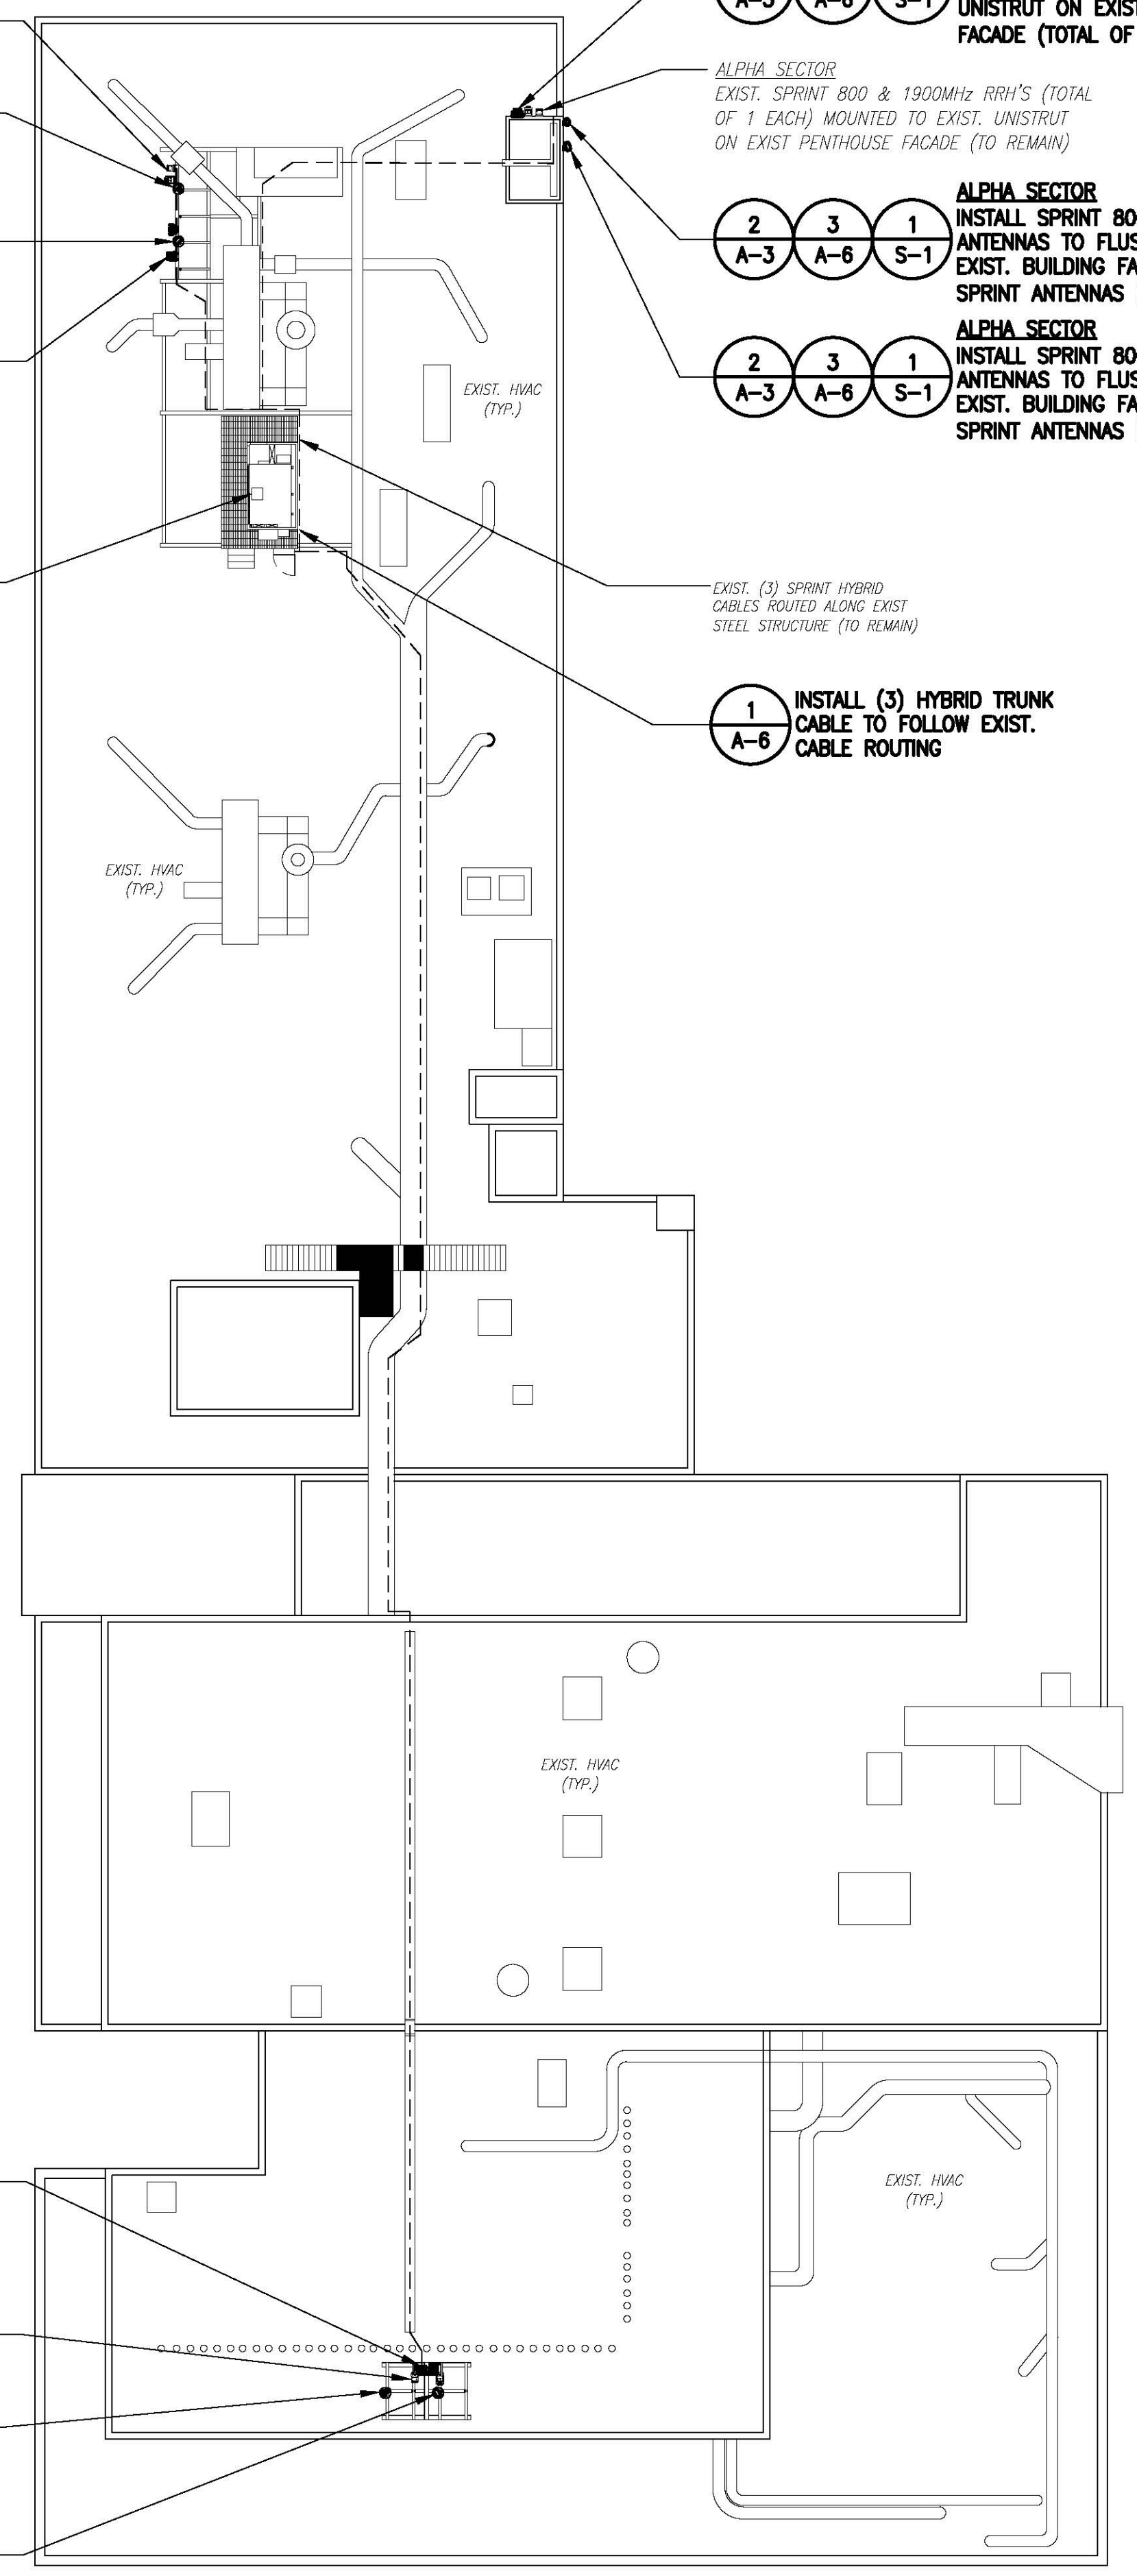 A-3 A-6 S-1
UNISTRUT ON EXIST
FACADE (TOTAL OF
ALPHA SECTOR
EXIST. SPRINT 800 & 1900MHz RRH'S (TOTAL
OF 1 EACH) MOUNTED TO EXIST. UNISTRUT
ON EXIST PENTHOUSE FACADE (TO REMAIN)
2 3 1
A-3 A-6 S-1
ALPHA SECTOR
INSTALL SPRINT 80
ANTENNAS TO FLUS
EXIST. BUILDING FA
SPRINT ANTENNAS
2 3 1
A-3 A-6 S-1
ALPHA SECTOR
INSTALL SPRINT 80
ANTENNAS TO FLUS
EXIST. BUILDING FA
SPRINT ANTENNAS
EXIST. HVAC
(TYP.)
EXIST. (3) SPRINT HYBRID
CABLES ROUTED ALONG EXIST
STEEL STRUCTURE (TO REMAIN)
1
A-6
INSTALL (3) HYBRID TRUNK
CABLE TO FOLLOW EXIST.
CABLE ROUTING
EXIST. HVAC
(TYP.)
EXIST. HVAC
(TYP.)
EXIST. HVAC
(TYP.)